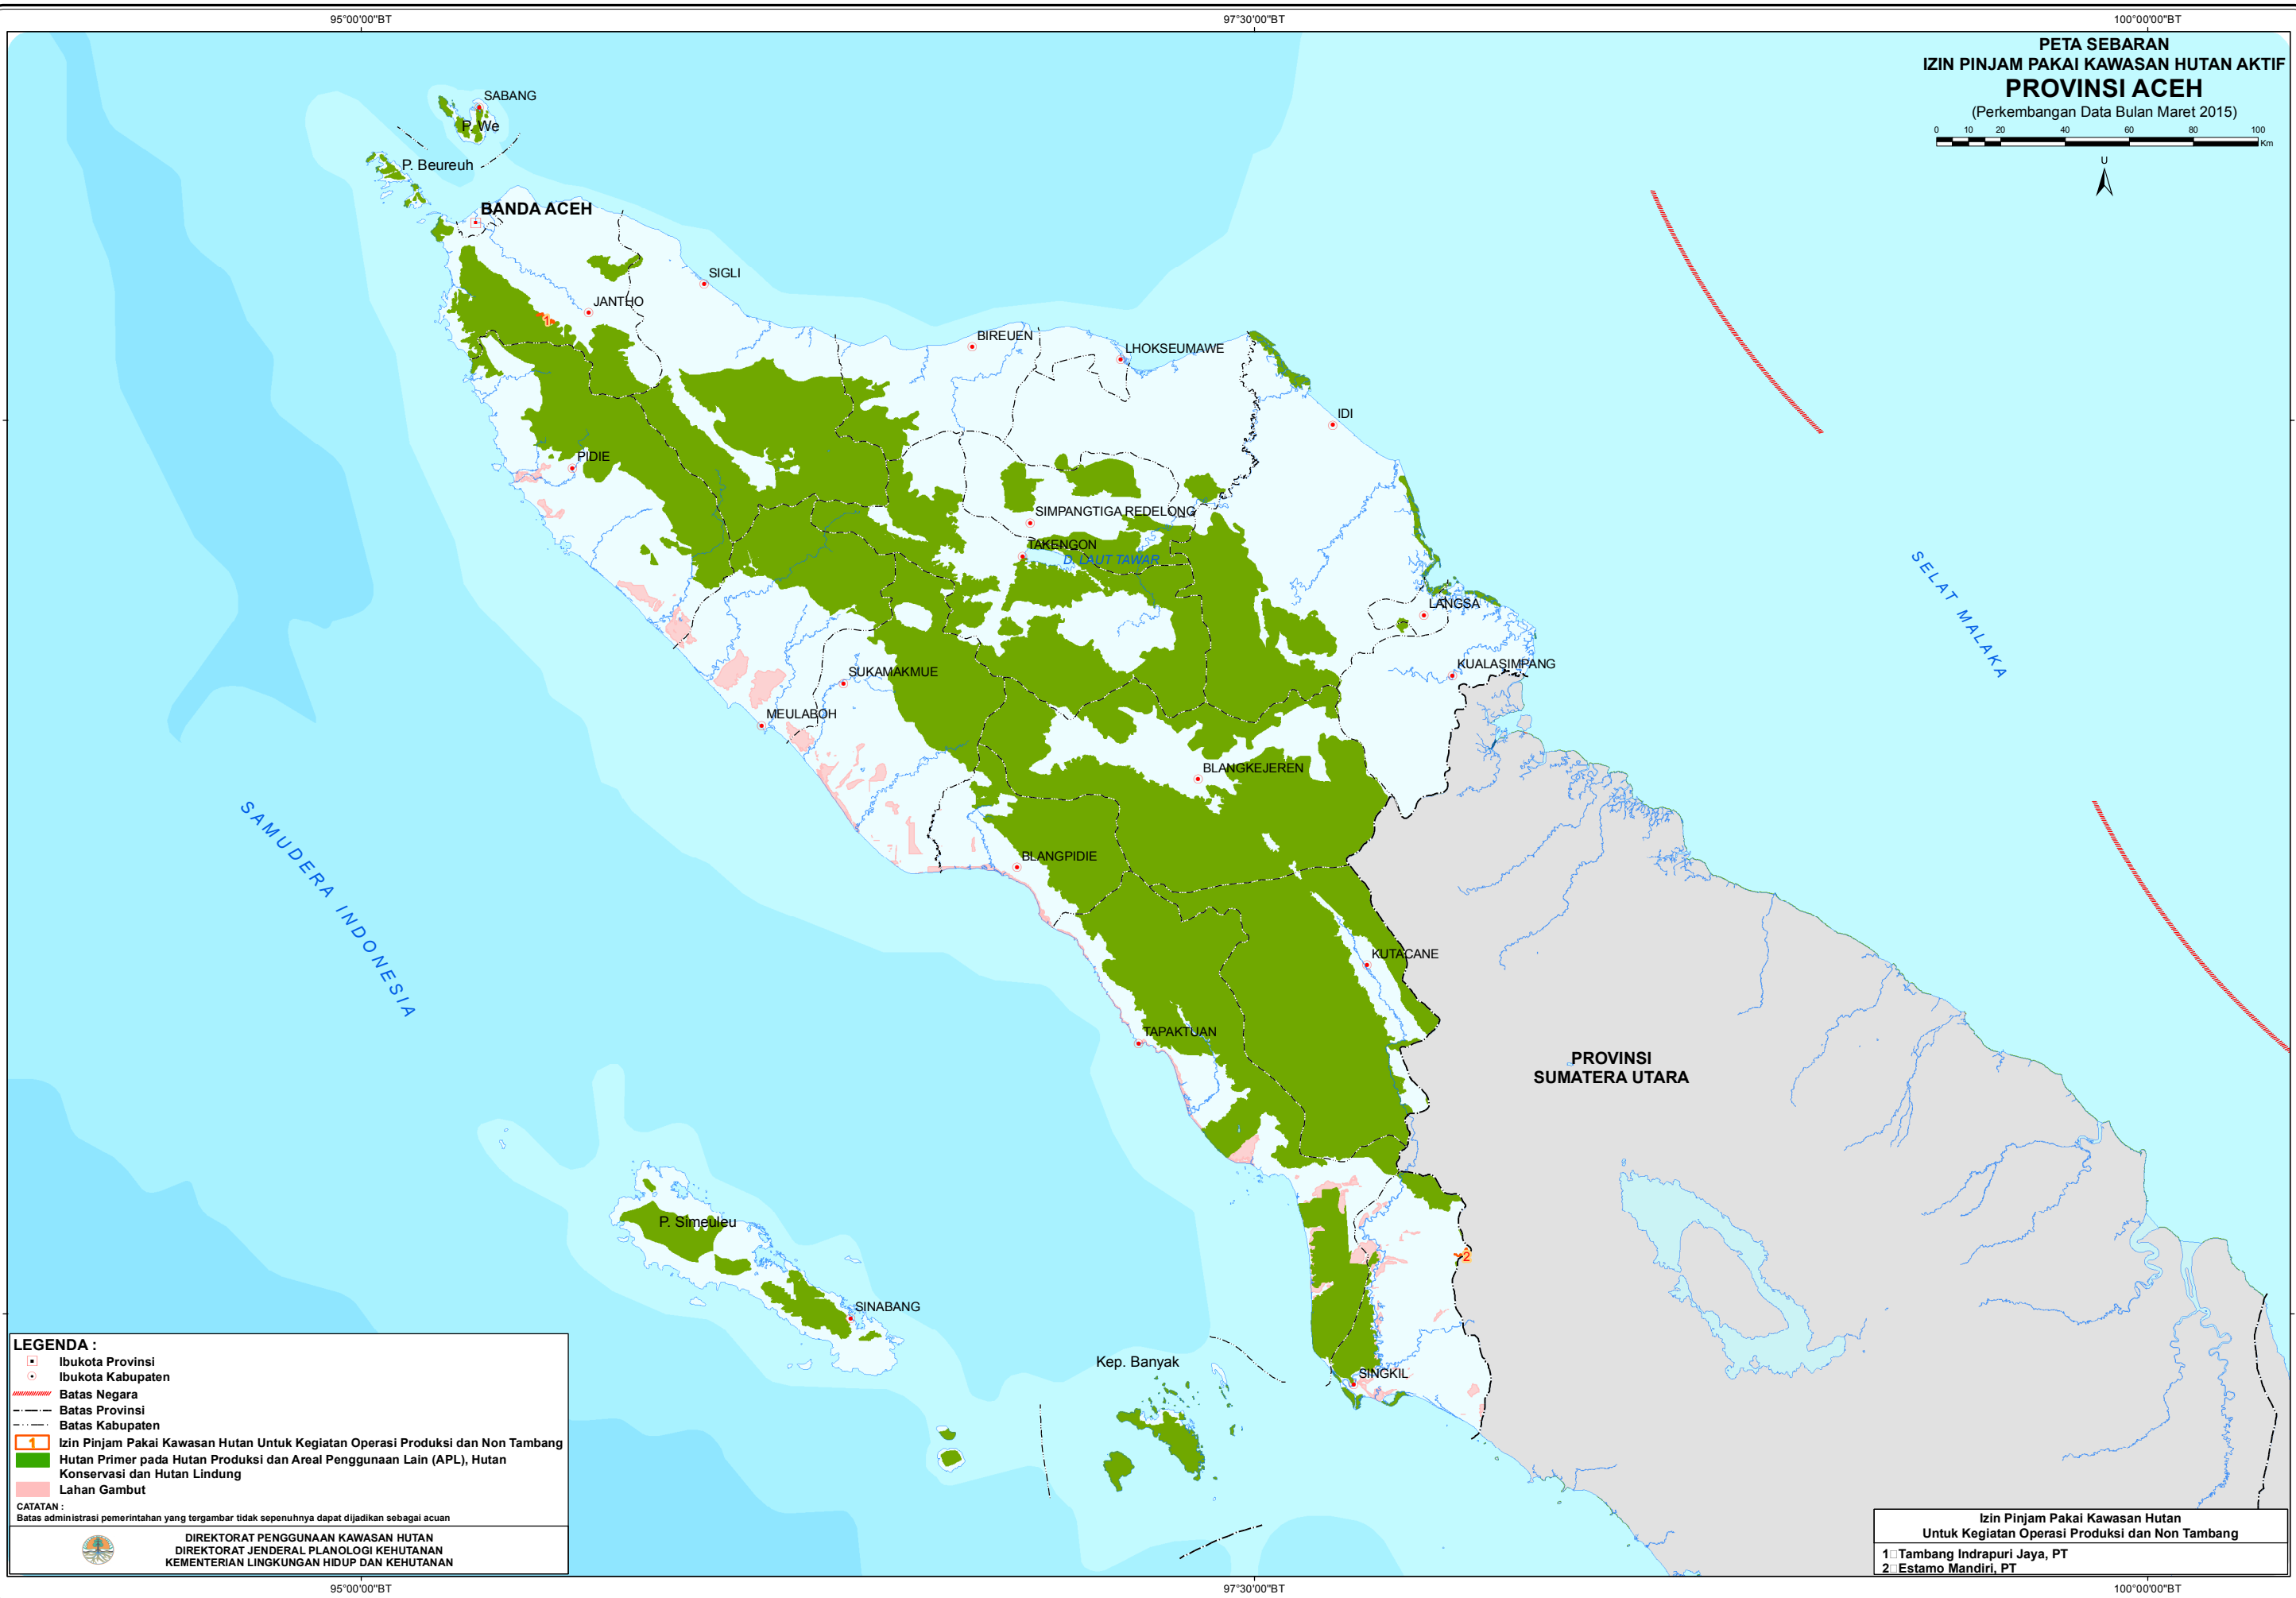 95°00'00"BT
97°30'00"BT
100°00'00"BT
PETA SEBARAN
IZIN PINJAM PAKAI KAWASAN HUTAN AKTIF
PROVINSI ACEH
(Perkembangan Data Bulan Maret 2015)
0 10 20 40 60 80 100
Km
U
SABANG
P. We
P. Beureuh
BANDA ACEH
SIGLI
JANTHO
1
BIREUEN
LHOKSEUMAWE
IDI
PIDIE
SIMPANGTIGA REDELONG
TAKENGON
D. LAUT TAWAR
SELAT MALAKA
LANGSA
KUALASIMPANG
SUKAMAKMUE
MEULABOH
BLANGKEJEREN
SAMUDERA INDONESIA
BLANGPIDIE
KUTACANE
TAPAKTUAN
PROVINSI
SUMATERA UTARA
P. Simeuleu
2
SINABANG
Kep. Banyak
SINGKIL
LEGENDA :
Ibukota Provinsi
Ibukota Kabupaten
Batas Negara
Batas Provinsi
Batas Kabupaten
1 Izin Pinjam Pakai Kawasan Hutan Untuk Kegiatan Operasi Produksi dan Non Tambang
Hutan Primer pada Hutan Produksi dan Areal Penggunaan Lain (APL), Hutan
Konservasi dan Hutan Lindung
Lahan Gambut
CATATAN :
Batas administrasi pemerintahan yang tergambar tidak sepenuhnya dapat dijadikan sebagai acuan
DIREKTORAT PENGGUNAAN KAWASAN HUTAN
DIREKTORAT JENDERAL PLANOLOGI KEHUTANAN
KEMENTERIAN LINGKUNGAN HIDUP DAN KEHUTANAN
Izin Pinjam Pakai Kawasan Hutan
Untuk Kegiatan Operasi Produksi dan Non Tambang
1 Tambang Indrapuri Jaya, PT
2 Estamo Mandiri, PT
95°00'00"BT
97°30'00"BT
100°00'00"BT